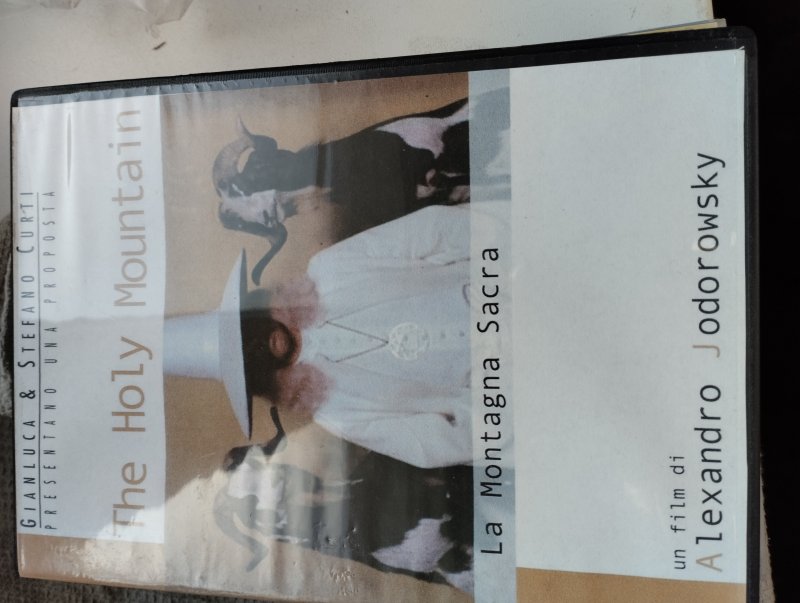 GIANLUCA & STEFANO CURTI
PRESENTANO UNA PROPOSTA
The Holy Mountain
La Montagna Sacra
un film di
Alexandro Jodorowsky